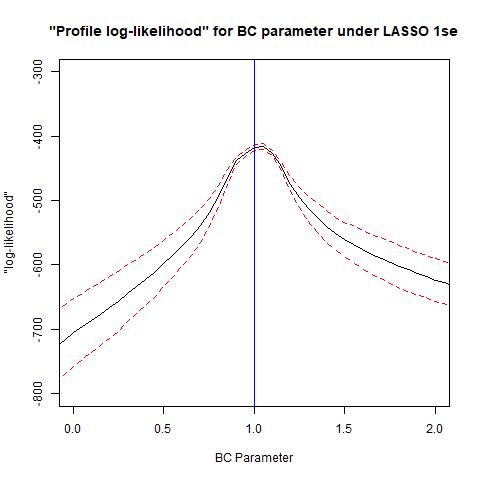 "Profile log-likelihood" for BC parameter under LASSO 1se
"log-likelihood"
-300
-400
-500
-600
-700
-800
0.0 0.5 1.0 1.5 2.0
BC Parameter